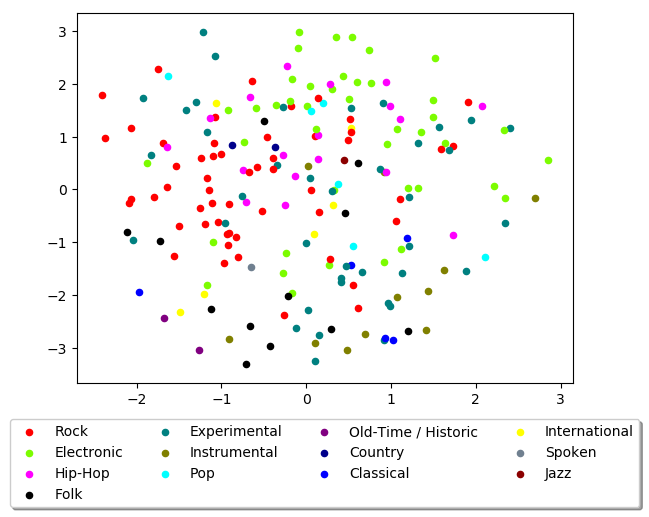 3
2
1
0
−1
−2
−3
−2 −1 0 1 2 3
Rock Experimental Old-Time / Historic International
Electronic Instrumental Country Spoken
Hip-Hop Pop Classical Jazz
Folk